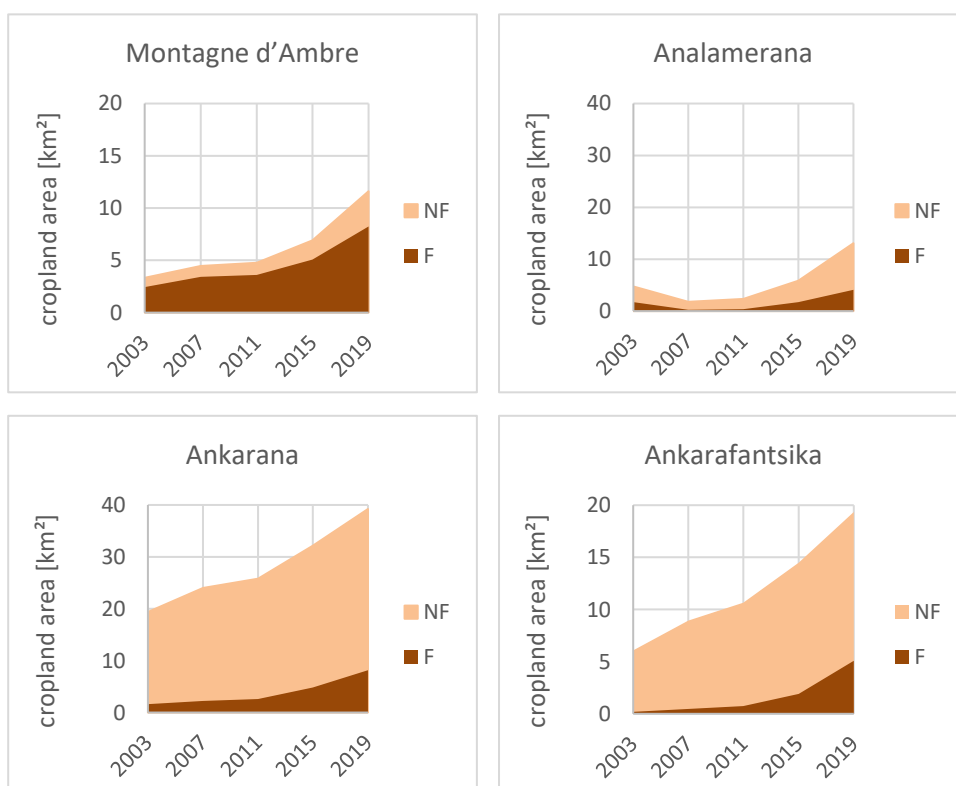 Montagne d’Ambre
cropland area [km²]
20
15
10
5
0
2003
2007
2011
2015
2019
NF
F
Analamerana
cropland area [km²]
40
30
20
10
0
2003
2007
2011
2015
2019
NF
F
Ankarana
cropland area [km²]
40
30
20
10
0
2003
2007
2011
2015
2019
NF
F
Ankarafantsika
cropland area [km²]
20
15
10
5
0
2003
2007
2011
2015
2019
NF
F